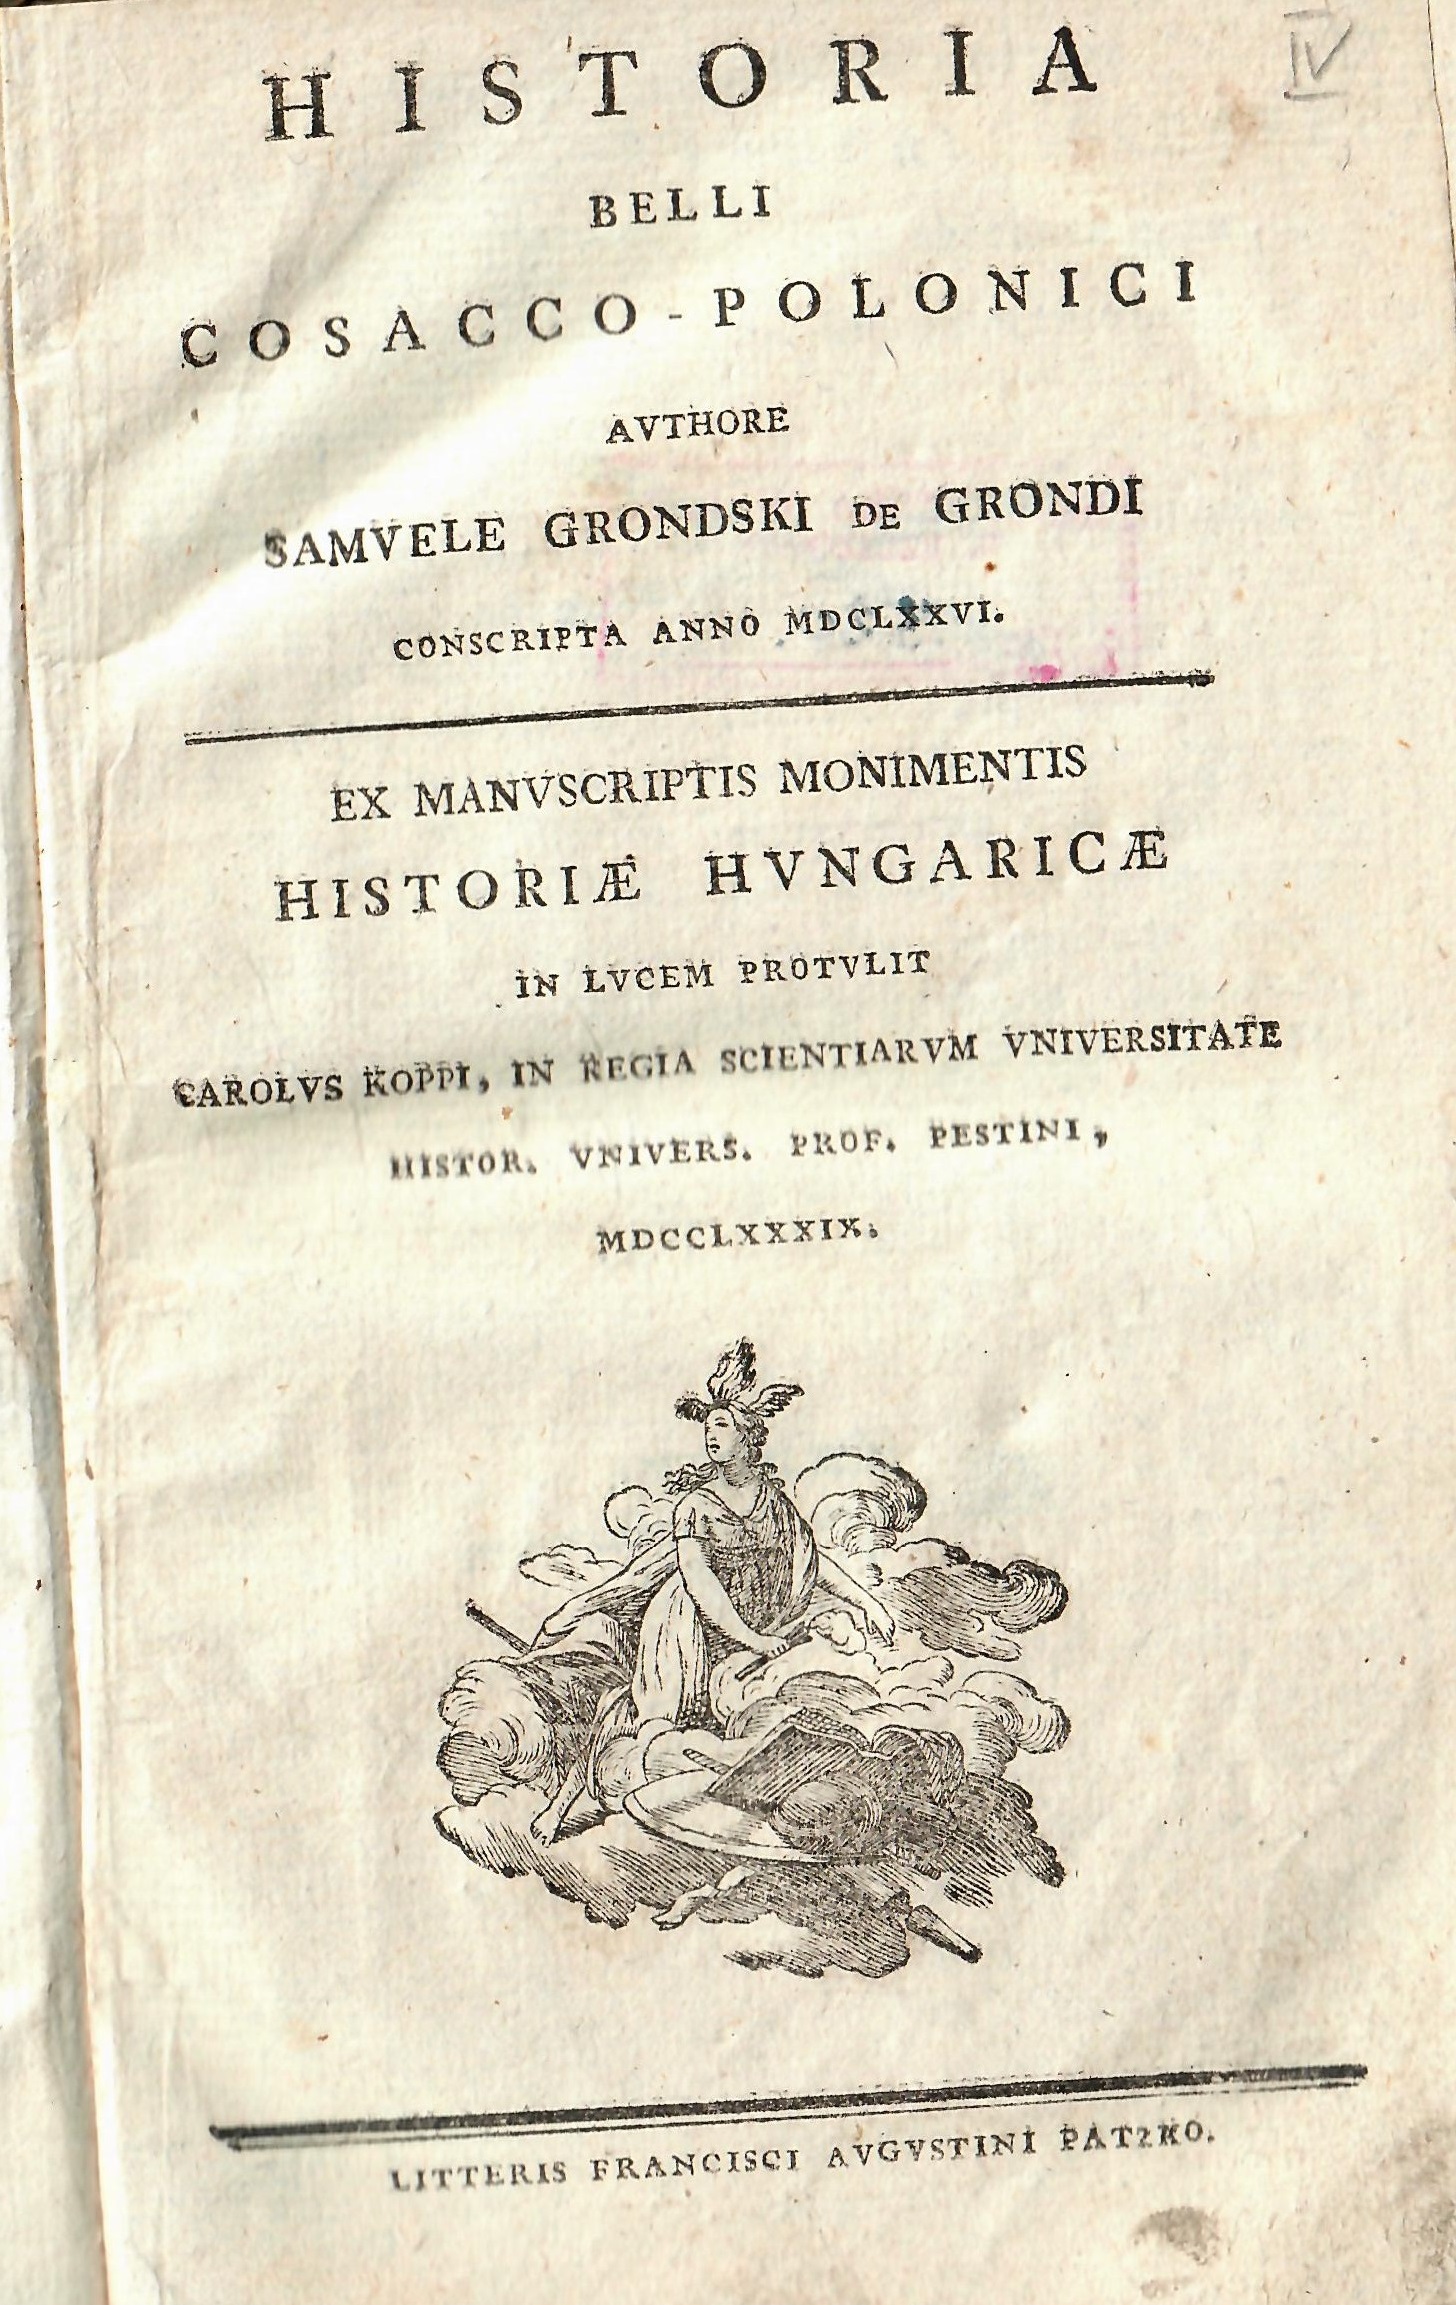 IV
HISTORIA
BELLI
COSACCO-POLONICI
AVTHORE
SAMVELE GRONDSKI DE GRONDI
CONSCRIPTA ANNO MDCLXXVI.
EX MANVSCRIPTIS MONIMENTIS
HISTORIÆ HVNGARICÆ
IN LVCEM PROTVLIT
CAROLVS KOPPI, IN REGIA SCIENTIARVM VNIVERSITATE
HISTOR. VNIVERS. PROF. PESTINI,
MDCCLXXXIX.
LITTERIS FRANCISCI AVGVSTINI PATZKO.